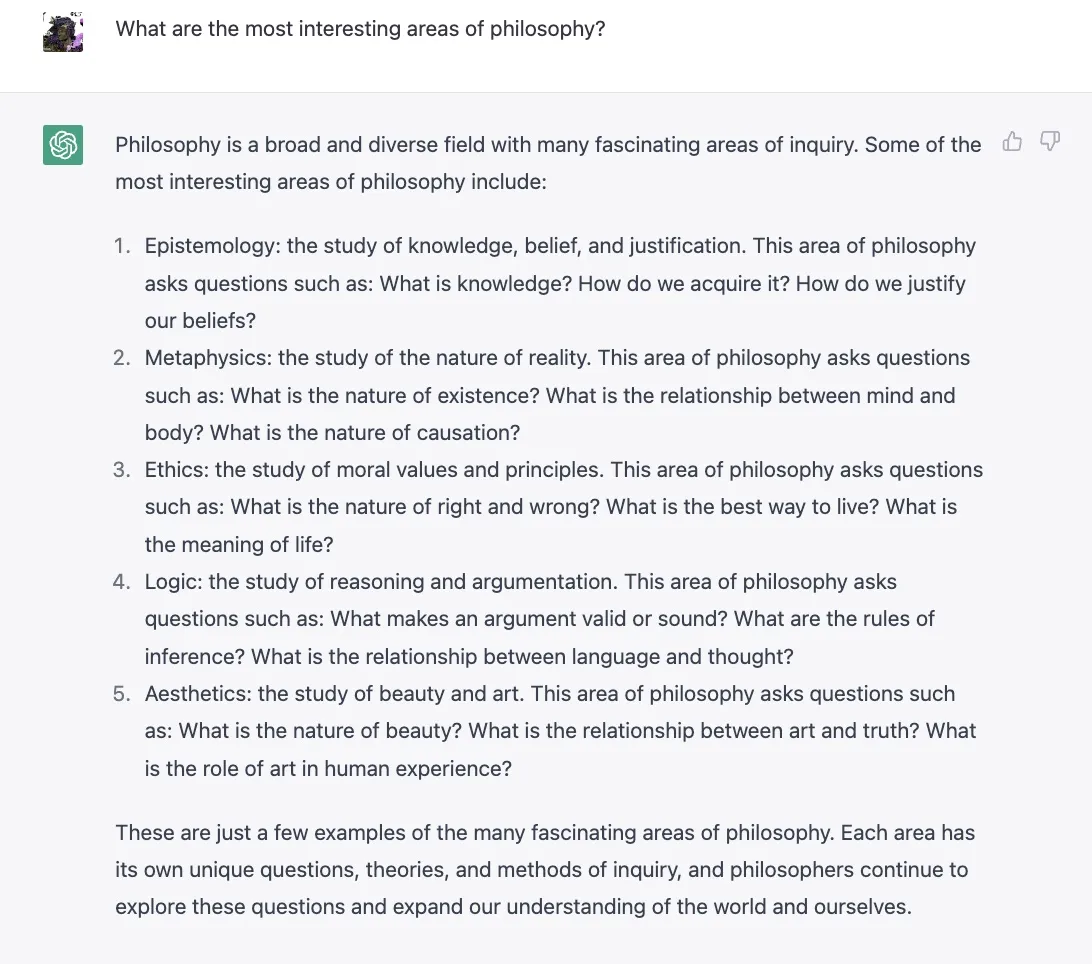 What are the most interesting areas of philosophy?
Philosophy is a broad and diverse field with many fascinating areas of inquiry. Some of the
most interesting areas of philosophy include:
1. Epistemology: the study of knowledge, belief, and justification. This area of philosophy
asks questions such as: What is knowledge? How do we acquire it? How do we justify
our beliefs?
2. Metaphysics: the study of the nature of reality. This area of philosophy asks questions
such as: What is the nature of existence? What is the relationship between mind and
body? What is the nature of causation?
3. Ethics: the study of moral values and principles. This area of philosophy asks questions
such as: What is the nature of right and wrong? What is the best way to live? What is
the meaning of life?
4. Logic: the study of reasoning and argumentation. This area of philosophy asks
questions such as: What makes an argument valid or sound? What are the rules of
inference? What is the relationship between language and thought?
5. Aesthetics: the study of beauty and art. This area of philosophy asks questions such
as: What is the nature of beauty? What is the relationship between art and truth? What
is the role of art in human experience?
These are just a few examples of the many fascinating areas of philosophy. Each area has
its own unique questions, theories, and methods of inquiry, and philosophers continue to
explore these questions and expand our understanding of the world and ourselves.